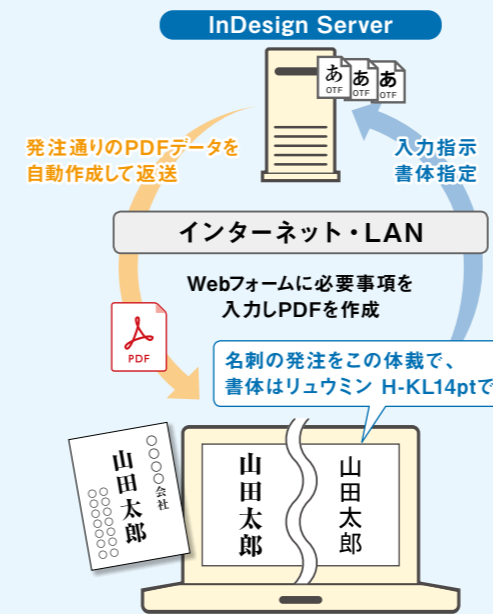 InDesign Server
あ
OTF
あ
OTF
あ
OTF
発注通りのPDFデータを
自動作成して返送
入力指示
書体指定
インターネット・LAN
Webフォームに必要事項を
入力しPDFを作成
PDF
名刺の発注をこの体裁で、
書体はリュウミン H-KL14ptで
○○○○会社
山田太郎
○○○○○○○
○○○○○○
山田太郎
山田太郎